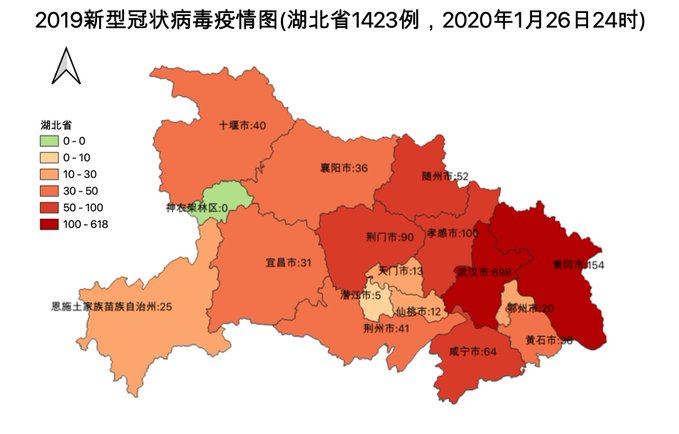 2019新型冠状病毒疫情图(湖北省1423例，2020年1月26日24时)
湖北省
0 - 0
0 - 10
10 - 30
30 - 50
50 - 100
100 - 618
十堰市:40
襄阳市:36
随州市:52
神农架林区:0
荆门市:90
孝感市:100
宜昌市:31
天门市:13
武汉市:698
黄冈市:154
恩施土家族苗族自治州:25
潜江市:5
仙桃市:12
鄂州市:20
荆州市:41
黄石市:36
咸宁市:64